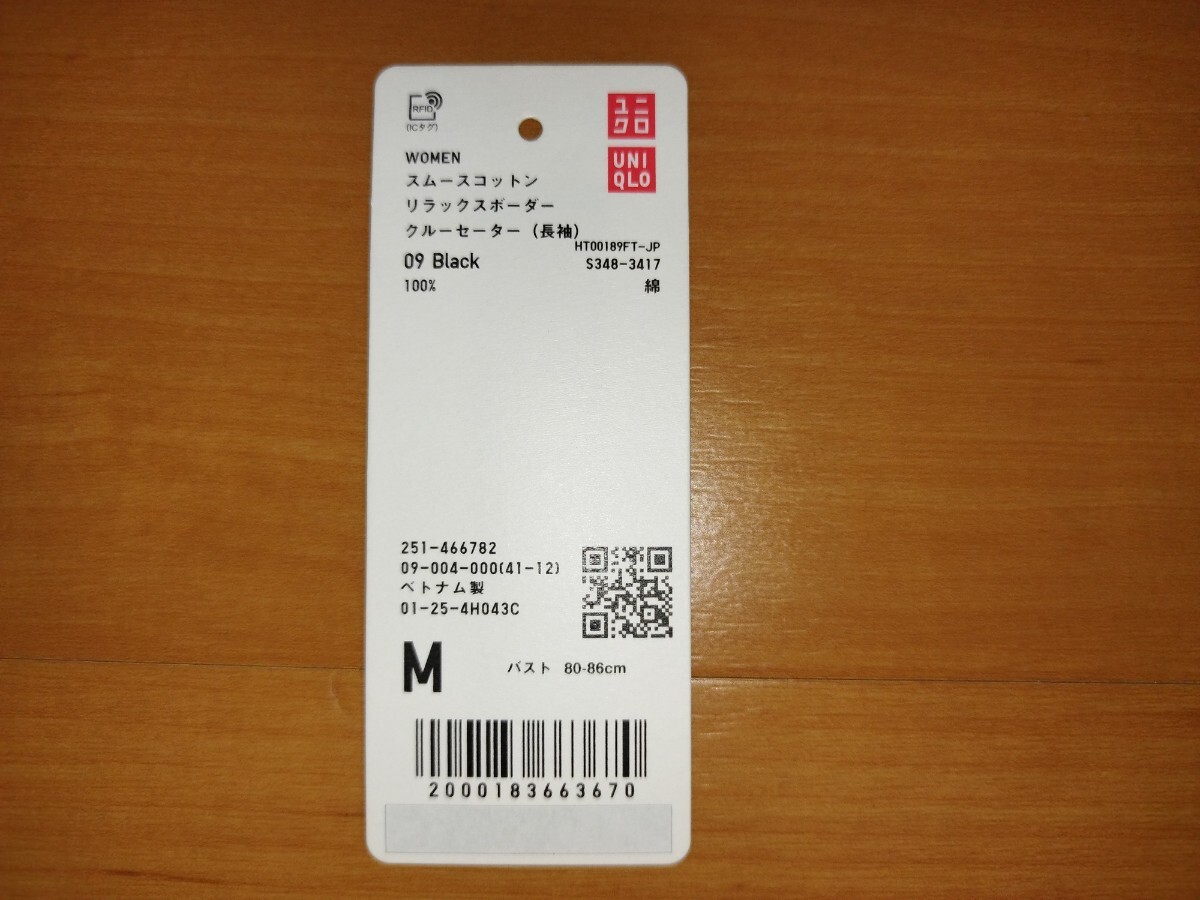 RFID
(ICタグ)
ユニ
クロ
UNI
QLO
WOMEN
スムースコットン
リラックスボーダー
クルーセーター (長袖)
HT00189FT-JP
09 Black
S348-3417
100% 綿
251-466782
09-004-000(41-12)
ベトナム製
01-25-4H043C
M バスト 80-86cm
2000183663670